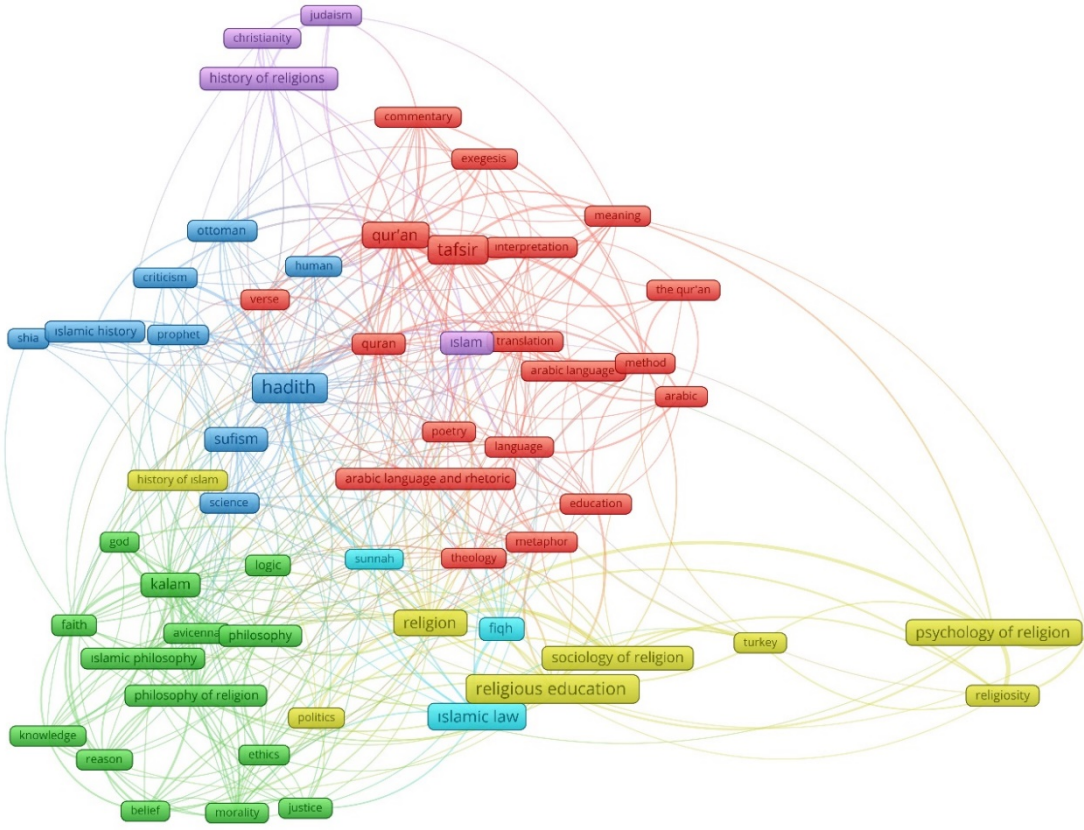 judaism
christianity
history of religions
commentary
exegesis
meaning
ottoman
qur'an
tafsir
ınterpretation
human
criticism
the qur'an
verse
ıslamic history
prophet
shia
quran
ıslam
translation
arabic language
method
hadith
arabic
poetry
sufism
language
history of ıslam
arabic language and rhetoric
science
education
god
metaphor
sunnah
theology
logic
kalam
faith
religion
fiqh
avicenna
philosophy
psychology of religion
turkey
ıslamic philosophy
sociology of religion
religious education
philosophy of religion
religiosity
politics
ıslamic law
knowledge
ethics
reason
belief
morality
justice